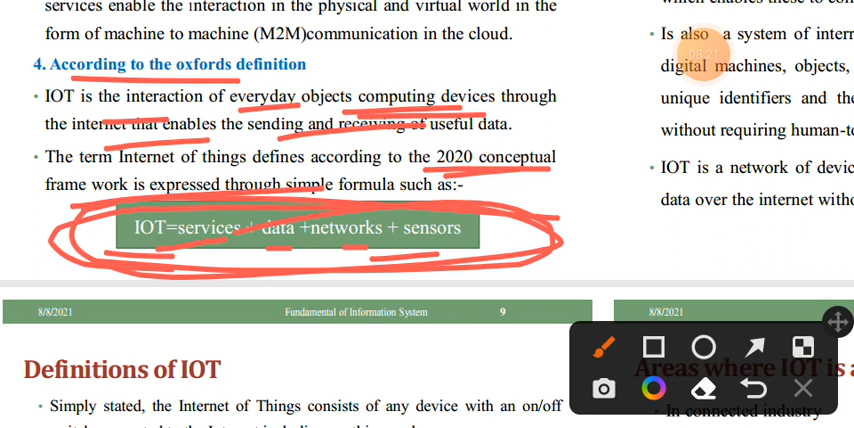 services enable the interaction in the physical and virtual world in the
form of machine to machine (M2M)communication in the cloud.
4. According to the oxfords definition
• IOT is the interaction of everyday objects computing devices through
the internet that enables the sending and receiving of useful data.
• The term Internet of things defines according to the 2020 conceptual
frame work is expressed through simple formula such as:-
IOT=services + data +networks + sensors
8/8/2021 Fundamental of Information System 9
Definitions of IOT
• Simply stated, the Internet of Things consists of any device with an on/off
• Is also a system of
digital machines, objects,
unique identifiers and
without requiring
• IOT is a network of
data over the internet
08:21
8/8/2021
Areas where IOT is
• In connected industry